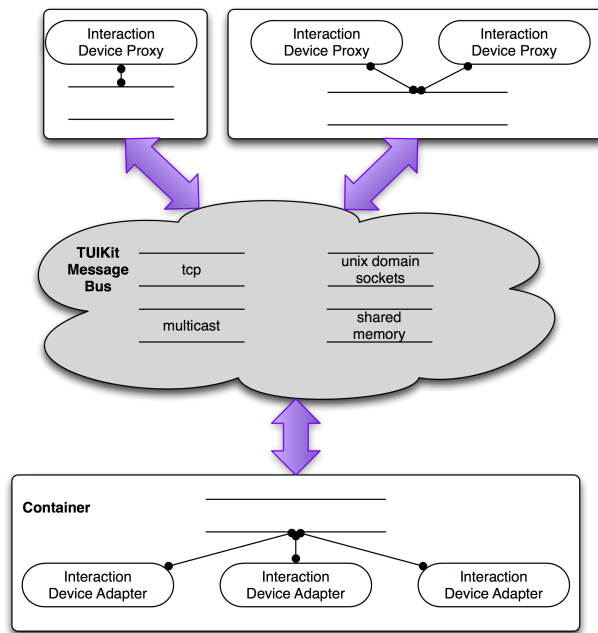 Interaction
Device Proxy
Interaction
Device Proxy
Interaction
Device Proxy
TUIKit
Message
Bus
tcp
unix domain
sockets
multicast
shared
memory
Container
Interaction
Device Adapter
Interaction
Device Adapter
Interaction
Device Adapter